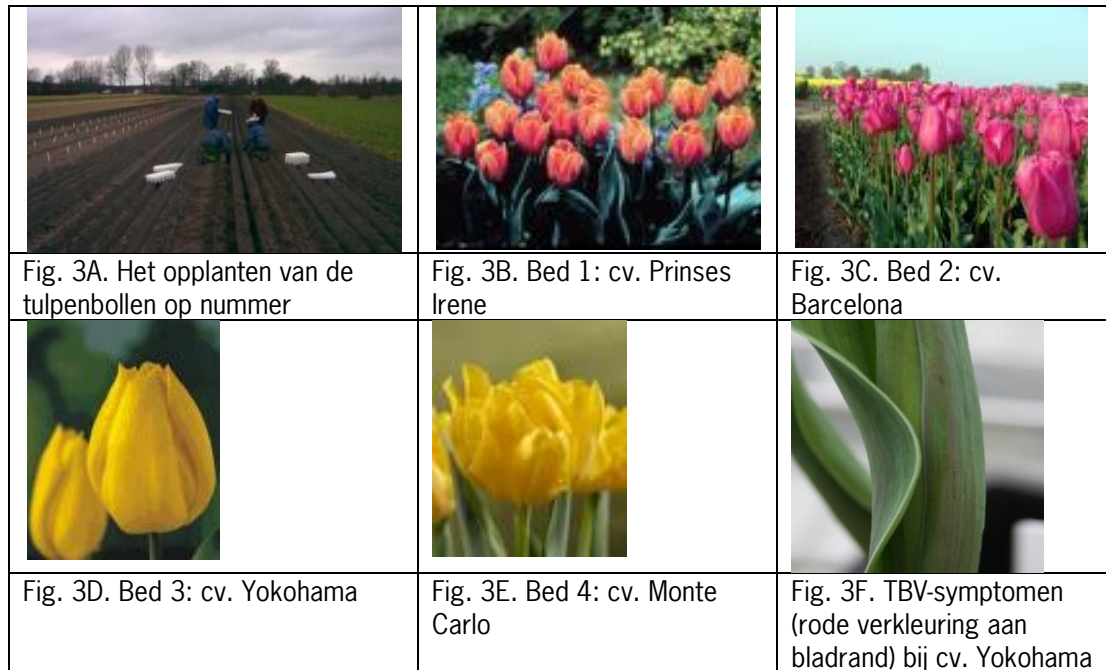 Fig. 3A. Het opplanten van de
tulpenbollen op nummer
Fig. 3B. Bed 1: cv. Prinses
Irene
Fig. 3C. Bed 2: cv.
Barcelona
Fig. 3D. Bed 3: cv. Yokohama
Fig. 3E. Bed 4: cv. Monte
Carlo
Fig. 3F. TBV-symptomen
(rode verkleuring aan
bladrand) bij cv. Yokohama